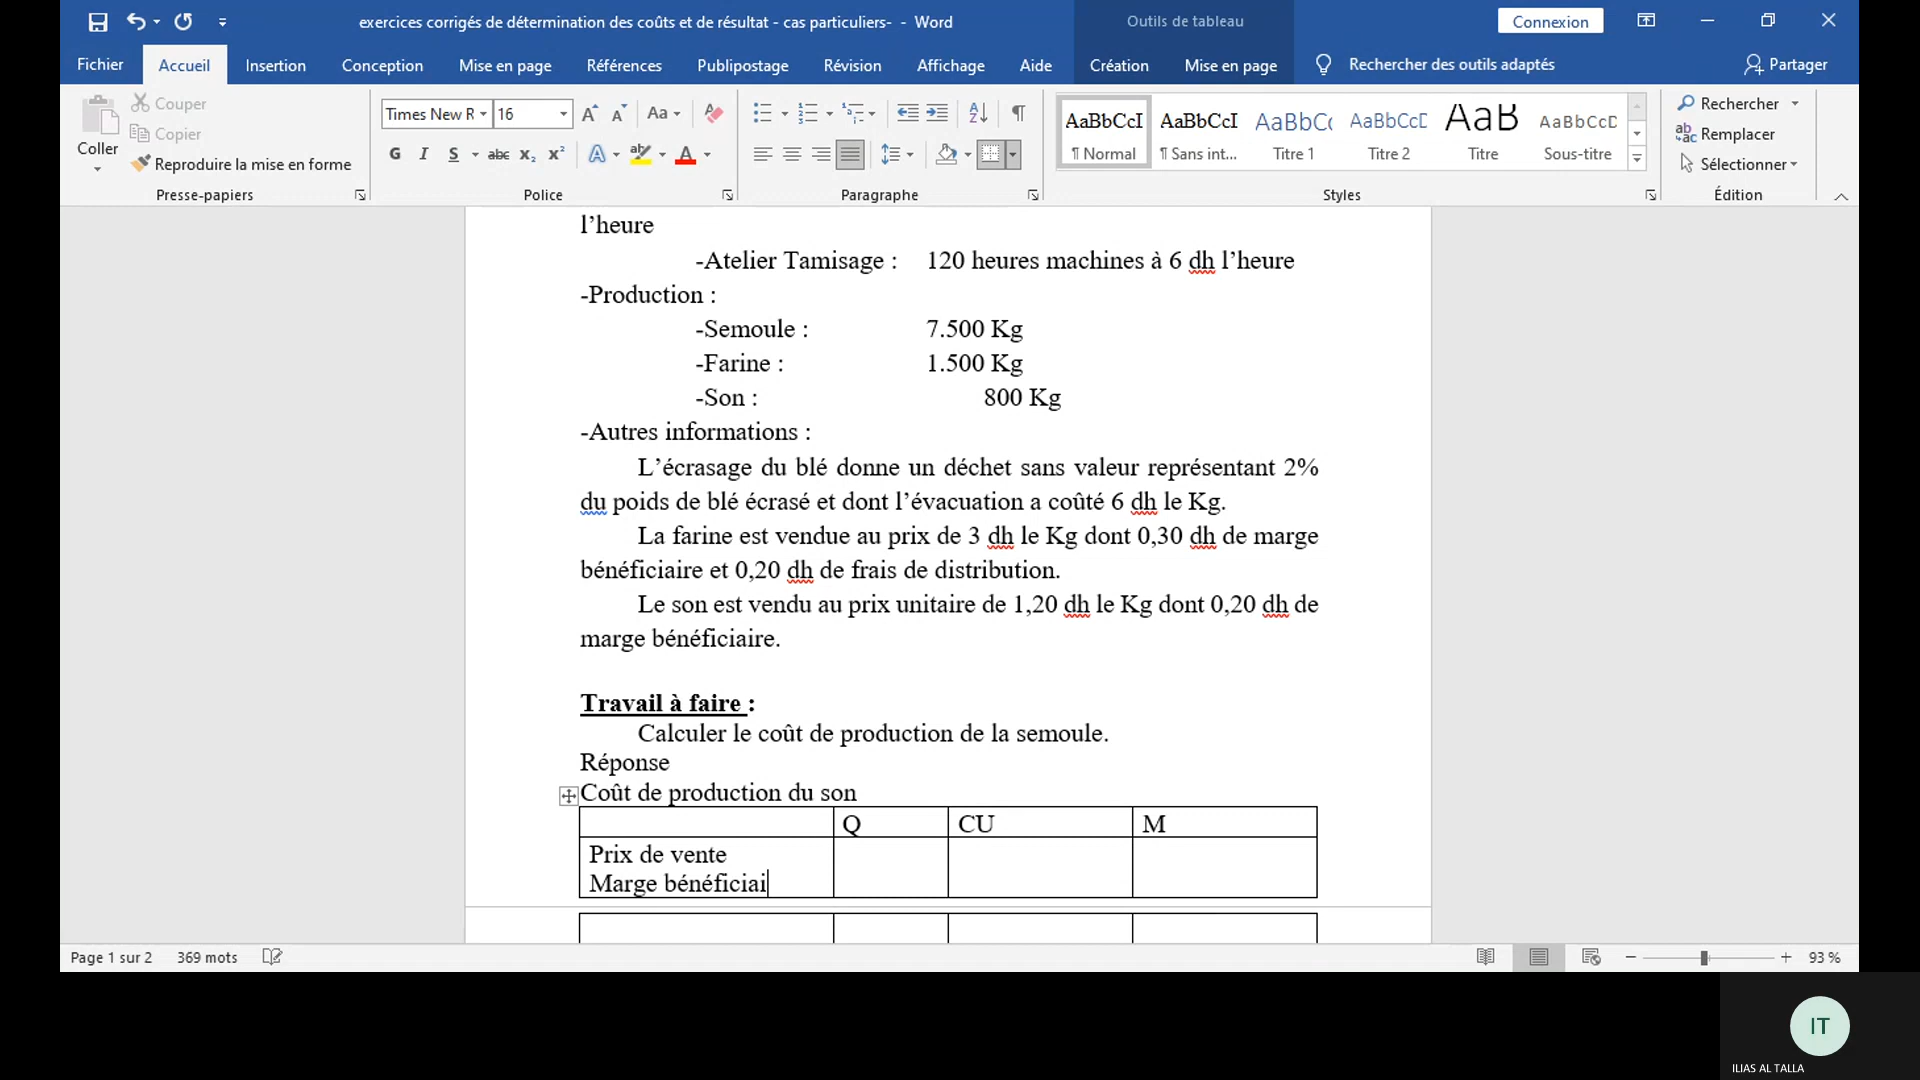 exercices corrigés de détermination des coûts et de résultat - cas particuliers- - Word
Outils de tableau
Connexion
Fichier Accueil Insertion Conception Mise en page Références Publipostage Révision Affichage Aide Création Mise en page Rechercher des outils adaptés Partager
Coller
Couper
Copier
Reproduire la mise en forme
Presse-papiers
Times New R 16
G I S abc x₂ x²
Police
Paragraphe
AaBbCcI AaBbCcI AaBbCc AaBbCcD AaB AaBbCcD
¶ Normal ¶ Sans int... Titre 1 Titre 2 Titre Sous-titre
Styles
Rechercher
Remplacer
Sélectionner
Édition
l’heure
-Atelier Tamisage : 120 heures machines à 6 dh l’heure
-Production :
-Semoule : 7.500 Kg
-Farine : 1.500 Kg
-Son : 800 Kg
-Autres informations :
L’écrasage du blé donne un déchet sans valeur représentant 2%
du poids de blé écrasé et dont l’évacuation a coûté 6 dh le Kg.
La farine est vendue au prix de 3 dh le Kg dont 0,30 dh de marge
bénéficiaire et 0,20 dh de frais de distribution.
Le son est vendu au prix unitaire de 1,20 dh le Kg dont 0,20 dh de
marge bénéficiaire.
Travail à faire :
Calculer le coût de production de la semoule.
Réponse
Coût de production du son
Q CU M
Prix de vente
Marge bénéficiai
Page 1 sur 2 369 mots 93 %
IT
ILIAS AL TALLA